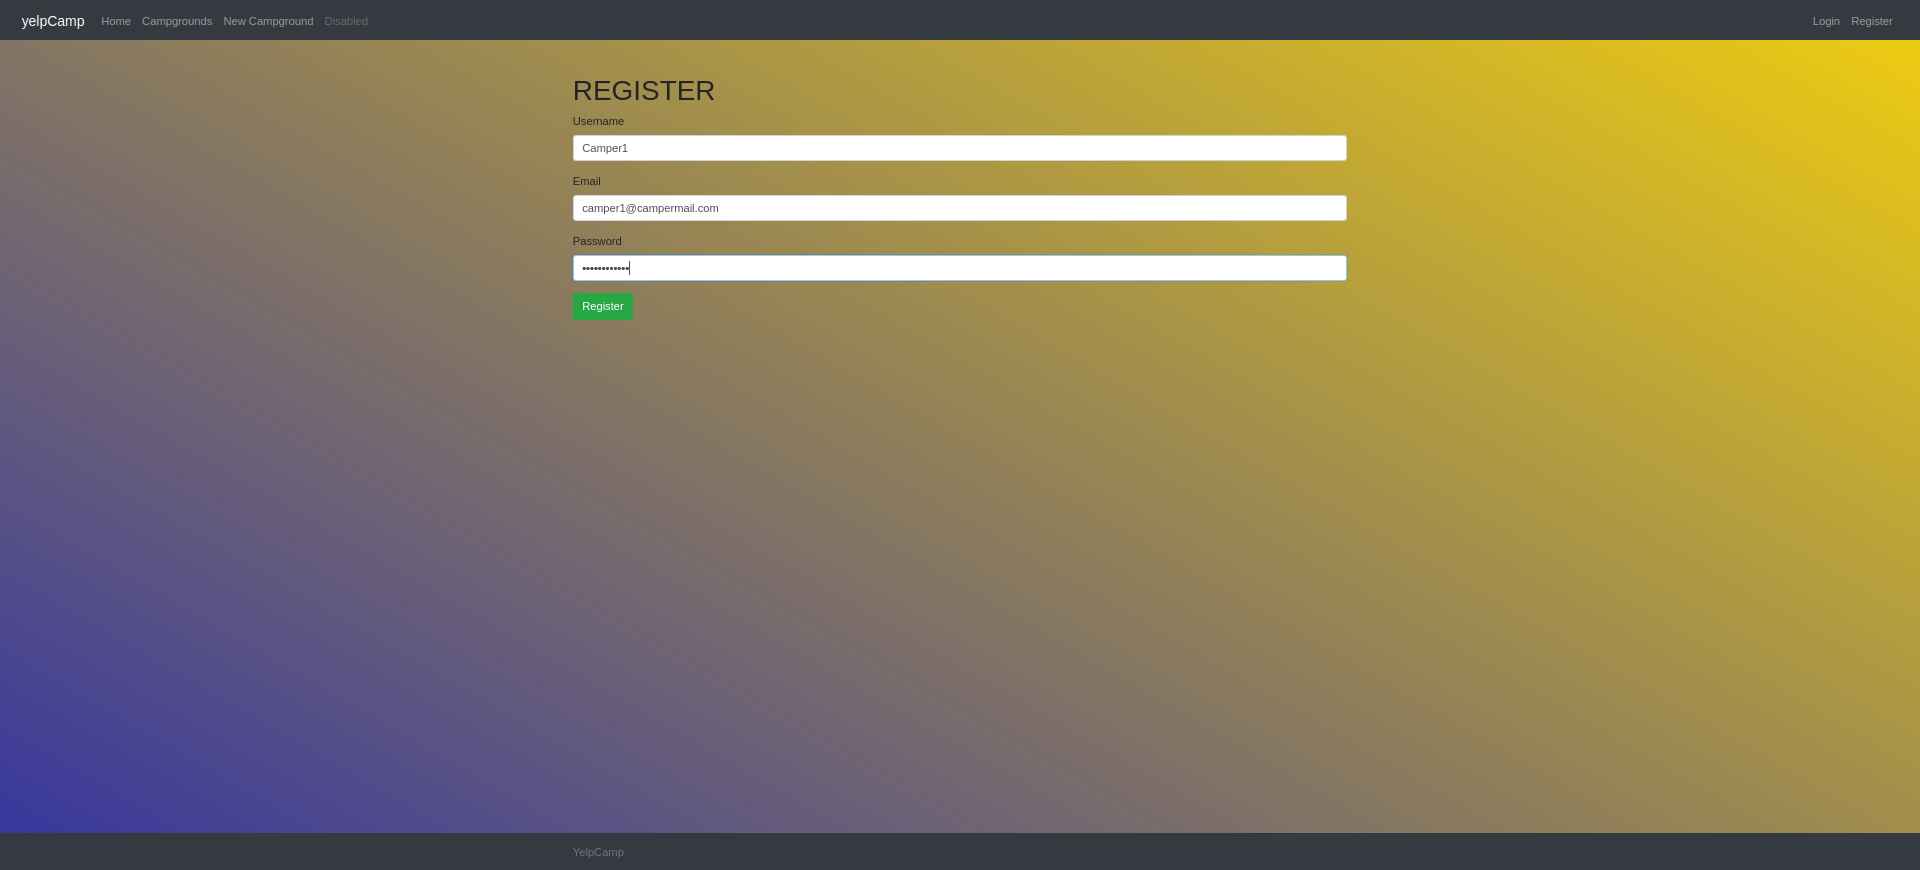 yelpCamp Home Campgrounds New Campground Disabled Login Register
REGISTER
Username
Camper1
Email
camper1@campermail.com
Password
••••••••••••
Register
YelpCamp